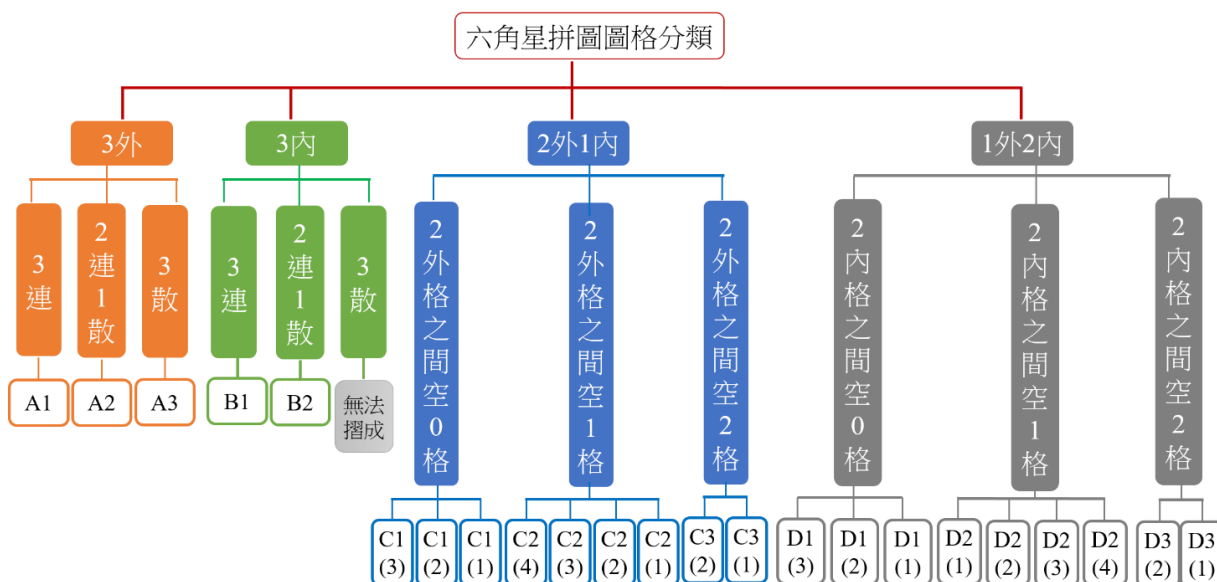 六角星拼圖圖格分類
3外
3內
2外1內
1外2內
3連
2連1散
3散
3連
2連1散
3散
2外格之間空0格
2外格之間空1格
2外格之間空2格
2內格之間空0格
2內格之間空1格
2內格之間空2格
A1
A2
A3
B1
B2
無法
摺成
C1
(3)
C1
(2)
C1
(1)
C2
(4)
C2
(3)
C2
(2)
C2
(1)
C3
(2)
C3
(1)
D1
(3)
D1
(2)
D1
(1)
D2
(1)
D2
(2)
D2
(3)
D2
(4)
D3
(2)
D3
(1)